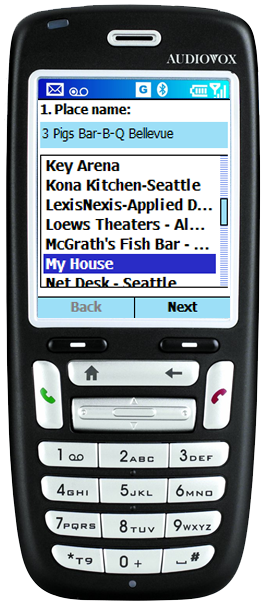 AUDIOVOX
G
1. Place name:
3 Pigs Bar-B-Q Bellevue
Key Arena
Kona Kitchen-Seattle
LexisNexis-Applied D...
Loews Theaters - Al...
McGrath's Fish Bar - ...
My House
Net Desk - Seattle
Back Next
1 2ABC 3DEF
4GHI 5JKL 6MNO
7PQRS 8TUV 9WXYZ
*T9 0+ #